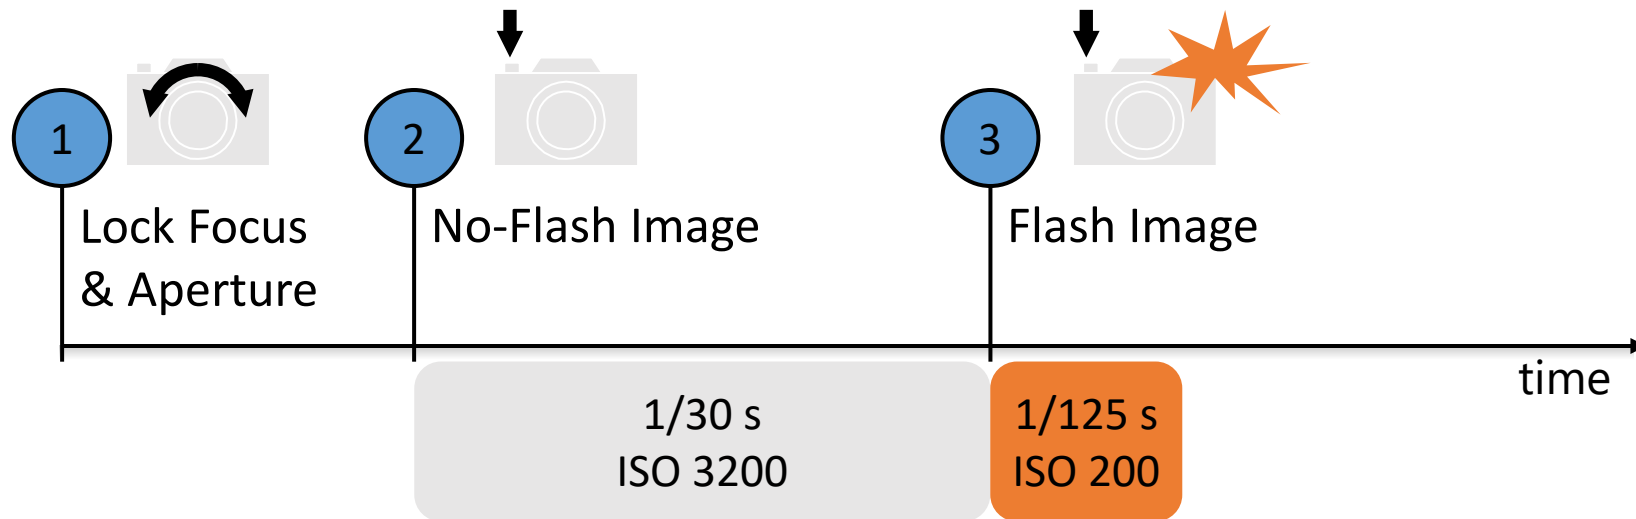 1
Lock Focus
& Aperture
2
No-Flash Image
3
Flash Image
time
1/30 s
ISO 3200
1/125 s
ISO 200